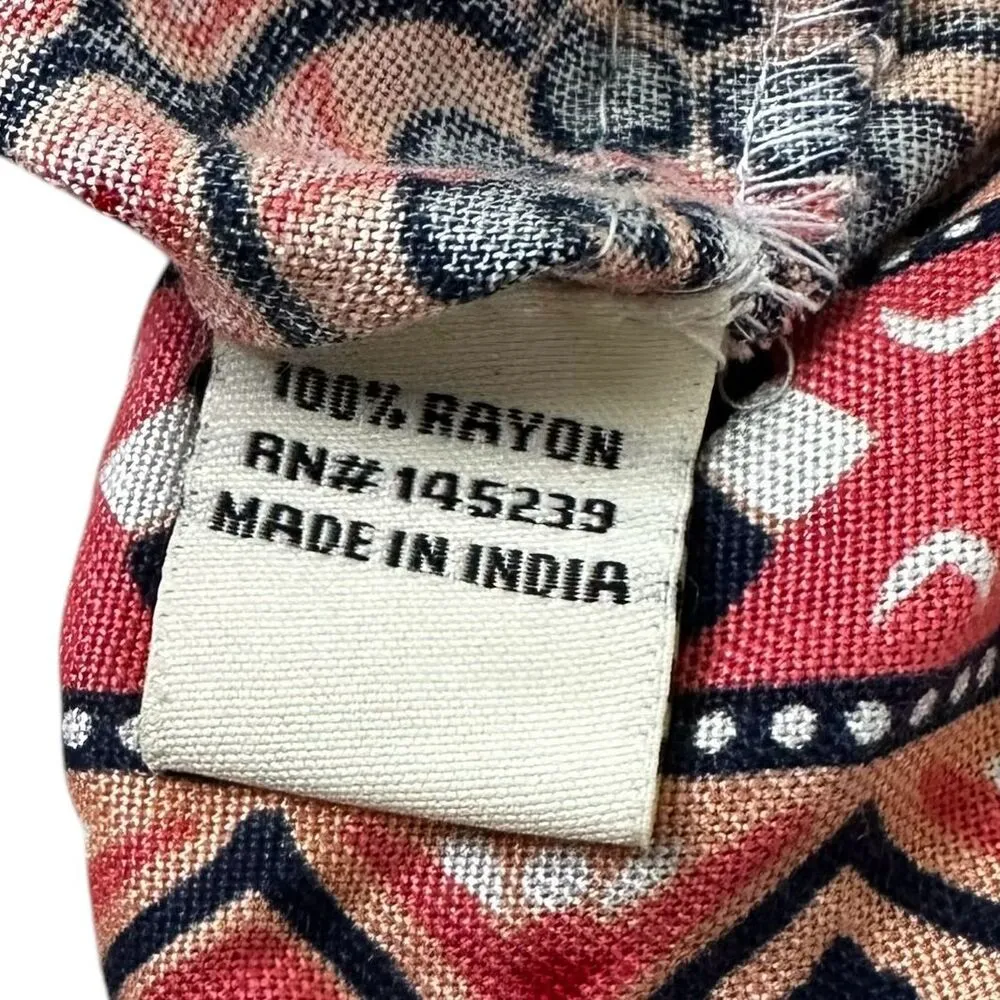 100% RAYON
RN# 145239
MADE IN INDIA